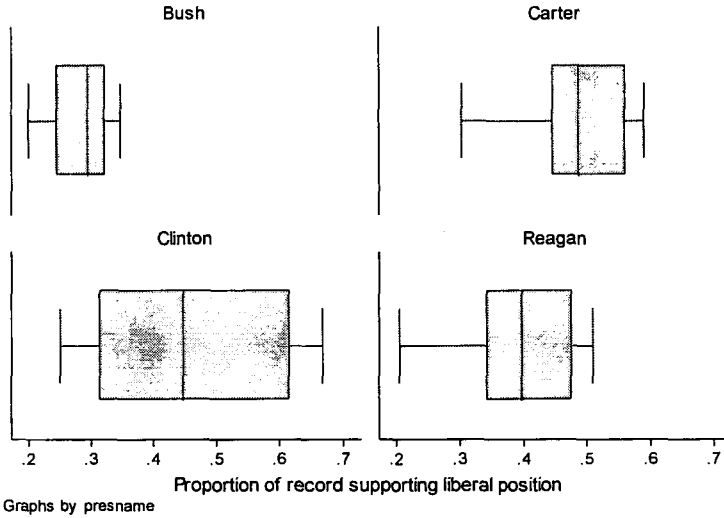 Bush
Carter
Clinton
Reagan
.2 .3 .4 .5 .6 .7
.2 .3 .4 .5 .6 .7
Proportion of record supporting liberal position
Graphs by presname